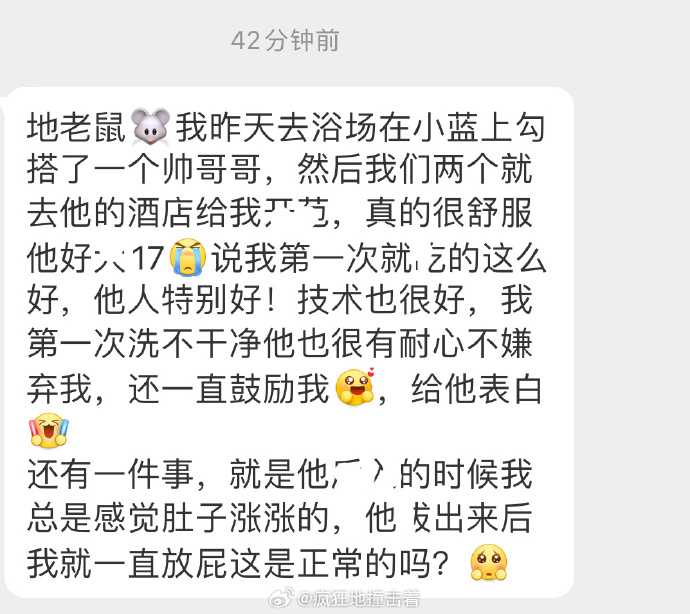 42分钟前
地老鼠🐭我昨天去浴场在小蓝上勾
搭了一个帅哥哥，然后我们两个就
去他的酒店给我，真的很舒服
他好17😭说我第一次就的这么
好，他人特别好！技术也很好，我
第一次洗不干净他也很有耐心不嫌
弃我，还一直鼓励我🥰，给他表白
还有一件事，就是他的时候我
总是感觉肚子涨涨的，他拔出来后
我就一直放屁这是正常的吗？🥺
@疯狂地撞击着